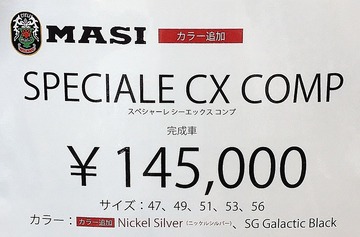 MASI カラー追加
SPECIALE CX COMP
スペシャーレ シーエックス コンプ
完成車
￥145,000
サイズ：47、49、51、53、56
カラー：カラー追加 Nickel Silver（ニッケルシルバー）、SG Galactic Black